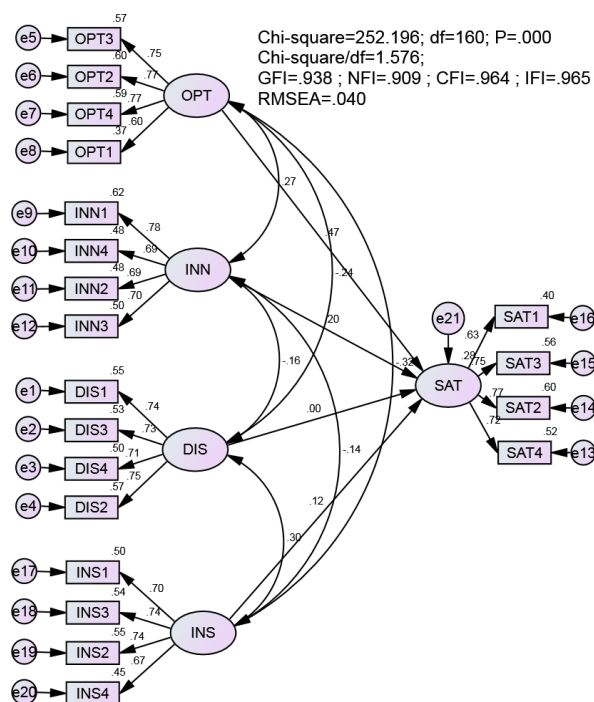 Chi-square=252.196; df=160; P=.000
Chi-square/df=1.576;
GFI=.938 ; NFI=.909 ; CFI=.964 ; IFI=.965
RMSEA=.040
.57
e5 OPT3 .75
.60
e6 OPT2 .77
.59
e7 OPT4 .77
.37
e8 OPT1 .60
OPT
.27
.47
-.24
.62
e9 INN1 .78
.48
e10 INN4 .69
.48
e11 INN2 .69
.50
e12 INN3 .70
INN
.20
-.32
-.16
e21
.28
SAT
.63 .40
SAT1 e16
.75 .56
SAT3 e15
.77 .60
SAT2 e14
.72 .52
SAT4 e13
.55
e1 DIS1 .74
.53
e2 DIS3 .73
.50
e3 DIS4 .71
.57
e4 DIS2 .75
DIS
.00
-.14
.12
.30
.50
e17 INS1 .70
.54
e18 INS3 .74
.55
e19 INS2 .74
.45
e20 INS4 .67
INS